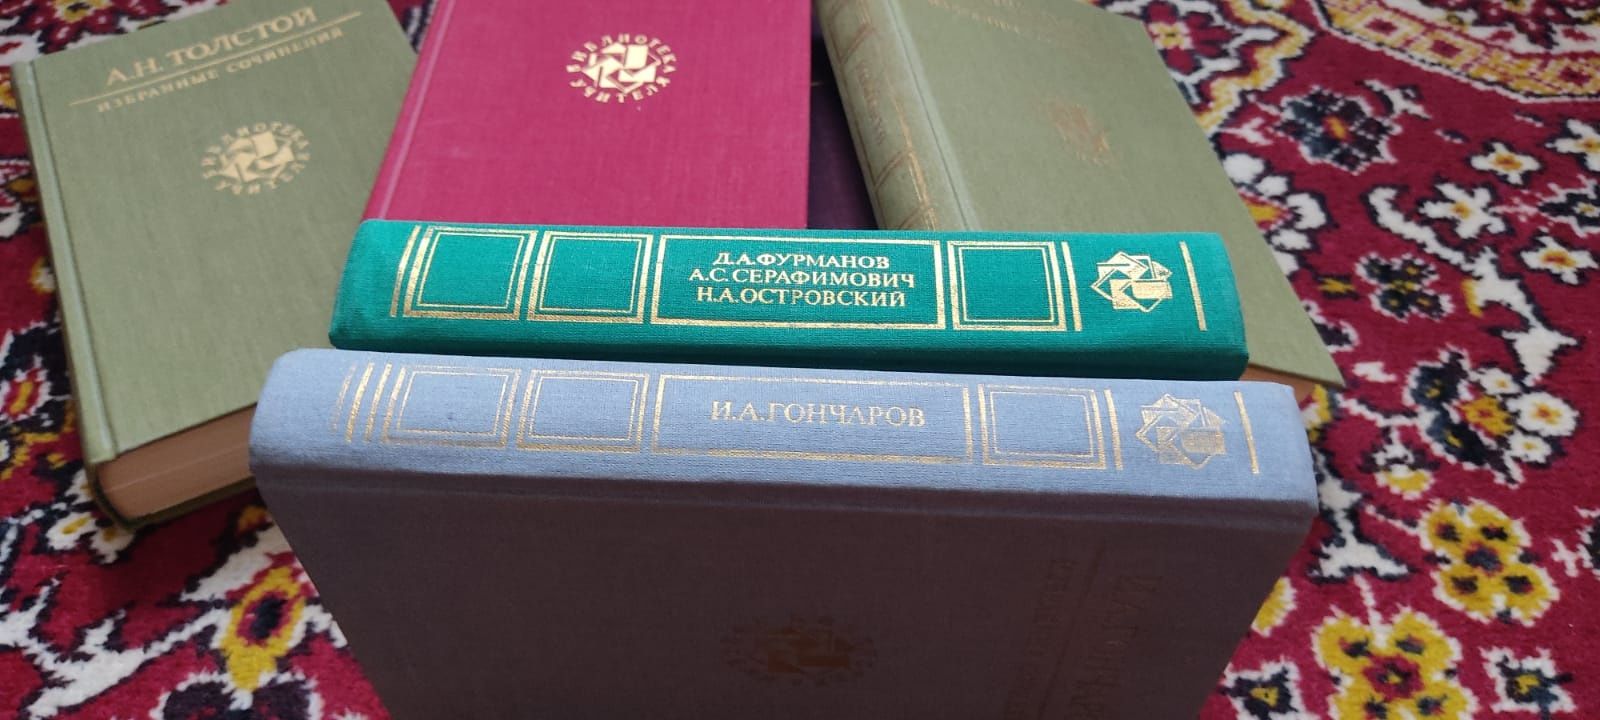 А.Н. ТОЛСТОЙ
ИЗБРАННЫЕ СОЧИНЕНИЯ
БИБЛИОТЕКА УЧИТЕЛЯ
БИБЛИОТЕКА УЧИТЕЛЯ
Д.А.ФУРМАНОВ
А.С.СЕРАФИМОВИЧ
Н.А.ОСТРОВСКИЙ
И.А.ГОНЧАРОВ